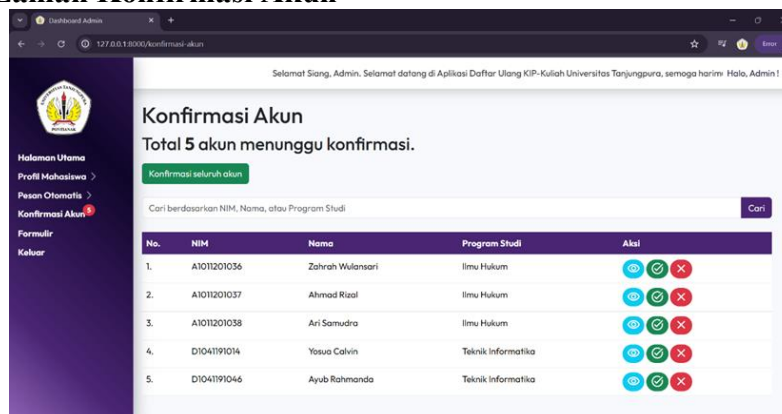 Dashboard Admin
127.0.0.1:8000/konfirmasi-akun
Error
Selamat Siang, Admin. Selamat datang di Aplikasi Daftar Ulang KIP-Kuliah Universitas Tanjungpura, semoga harimu
Halo, Admin !
PONTIANAK
Halaman Utama
Profil Mahasiswa
Pesan Otomatis
Konfirmasi Akun 5
Formulir
Keluar
Konfirmasi Akun
Total 5 akun menunggu konfirmasi.
Konfirmasi seluruh akun
Cari berdasarkan NIM, Nama, atau Program Studi
Cari
No. NIM Nama Program Studi Aksi
1. A1011201036 Zahrah Wulansari Ilmu Hukum
2. A1011201037 Ahmad Rizal Ilmu Hukum
3. A1011201038 Ari Samudra Ilmu Hukum
4. D1041191014 Yosua Calvin Teknik Informatika
5. D1041191046 Ayub Rahmanda Teknik Informatika